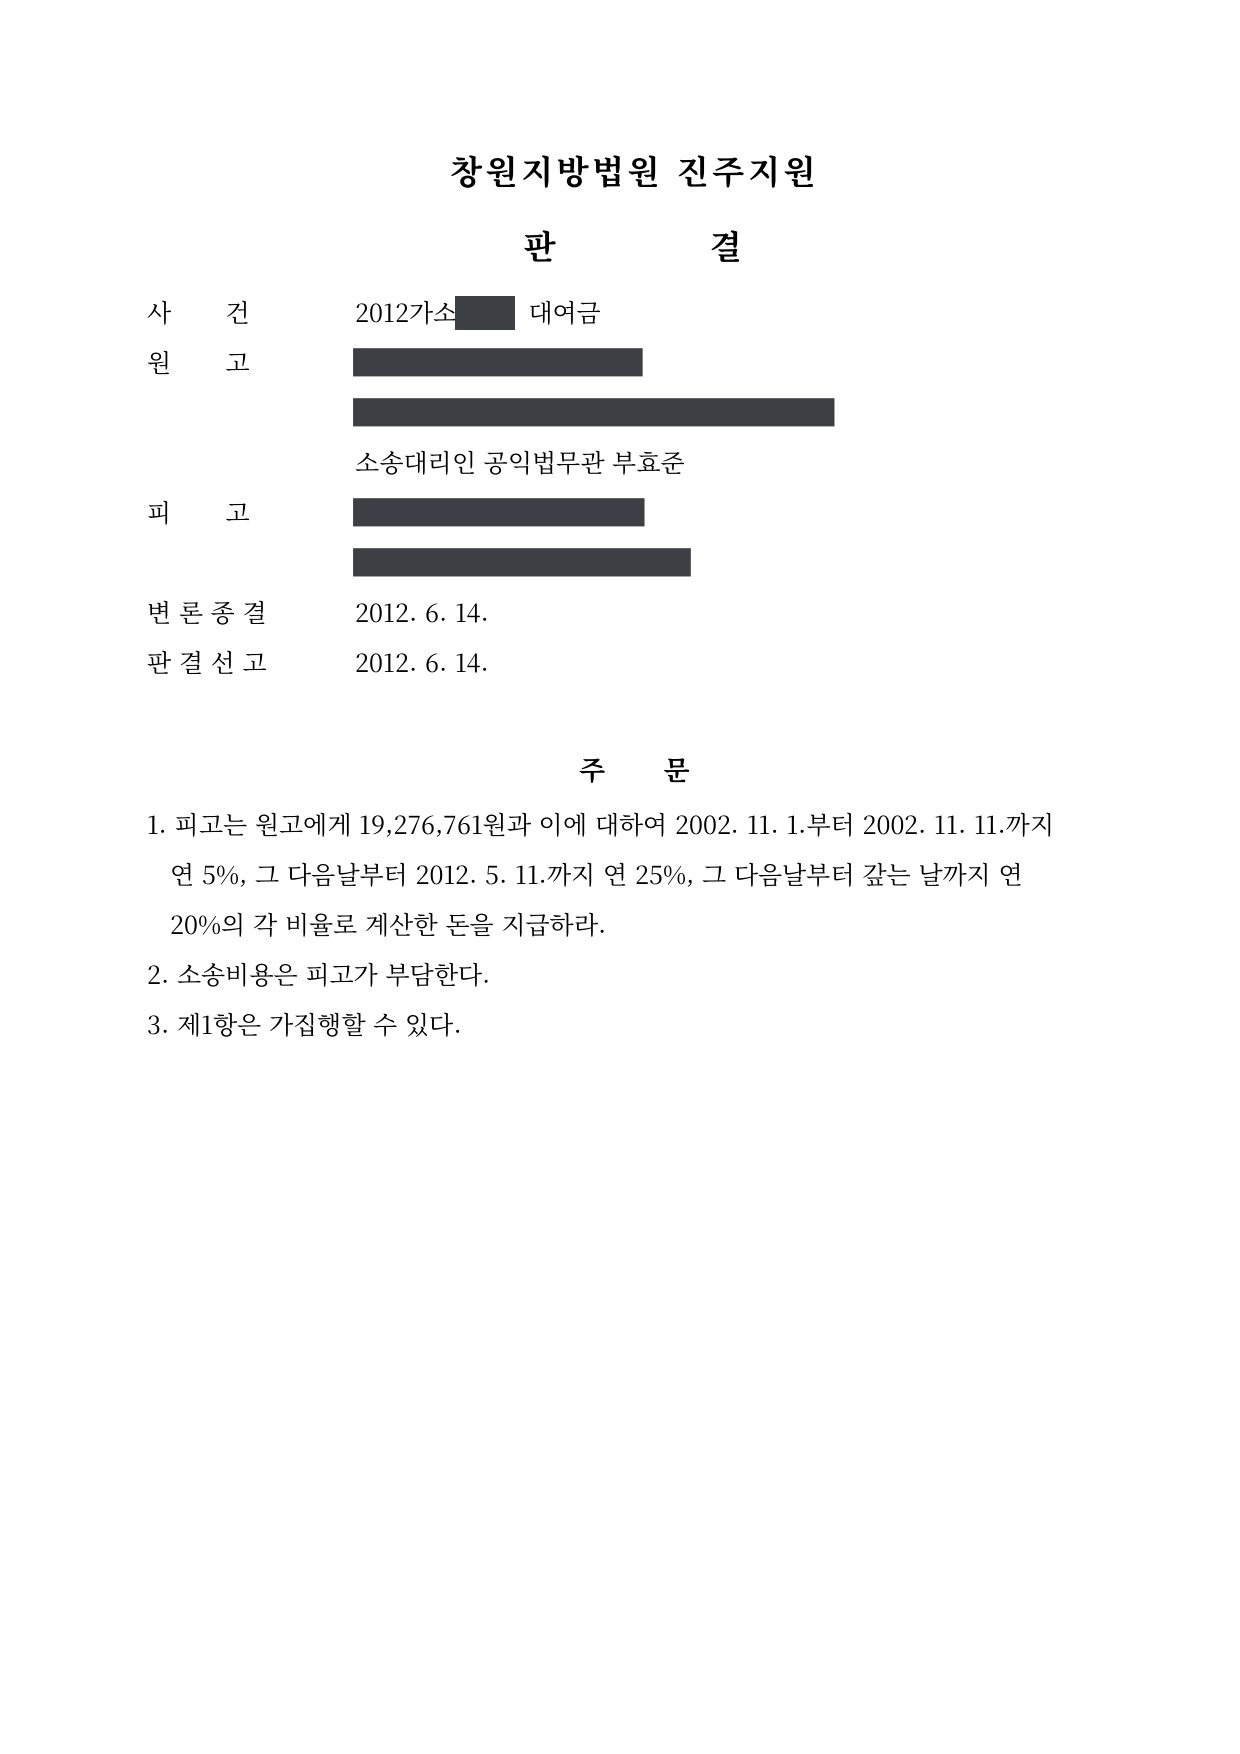 창원지방법원 진주지원
판 결
사 건 2012가소 대여금
원 고
소송대리인 공익법무관 부효준
피 고
변 론 종 결 2012. 6. 14.
판 결 선 고 2012. 6. 14.
주 문
1. 피고는 원고에게 19,276,761원과 이에 대하여 2002. 11. 1.부터 2002. 11. 11.까지
연 5%, 그 다음날부터 2012. 5. 11.까지 연 25%, 그 다음날부터 갚는 날까지 연
20%의 각 비율로 계산한 돈을 지급하라.
2. 소송비용은 피고가 부담한다.
3. 제1항은 가집행할 수 있다.